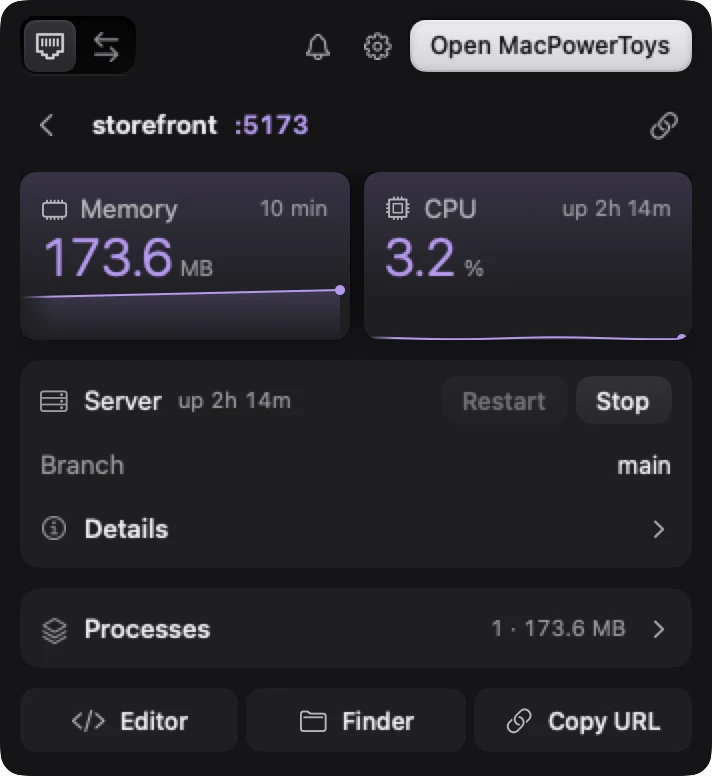 Open MacPowerToys
storefront :5173
Memory 10 min
173.6 MB
CPU up 2h 14m
3.2 %
Server up 2h 14m Restart Stop
Branch main
Details
Processes 1 · 173.6 MB
</> Editor Finder Copy URL